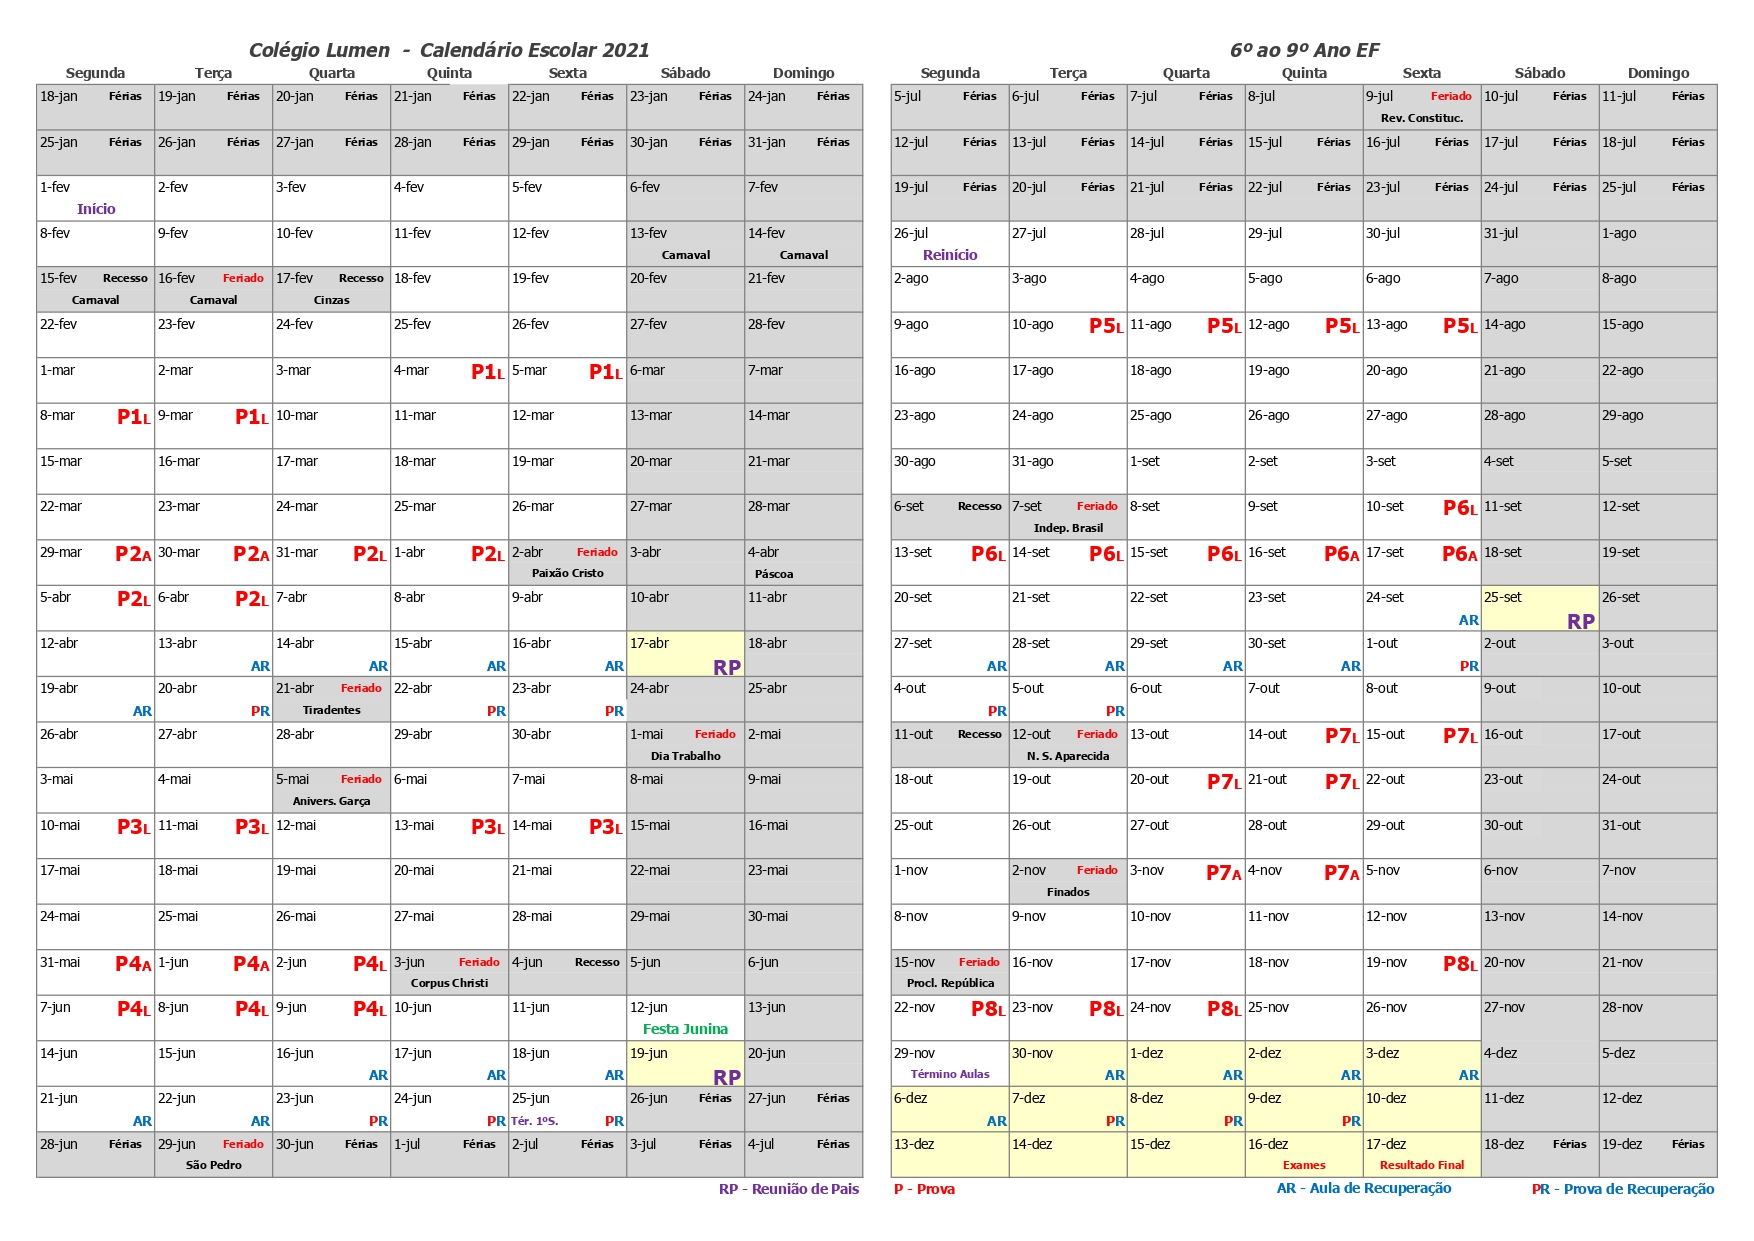 Colégio Lumen - Calendário Escolar 2021
Segunda Terça Quarta Quinta Sexta Sábado Domingo
18-jan Férias 19-jan Férias 20-jan Férias 21-jan Férias 22-jan Férias 23-jan Férias 24-jan Férias
25-jan Férias 26-jan Férias 27-jan Férias 28-jan Férias 29-jan Férias 30-jan Férias 31-jan Férias
1-fev 2-fev 3-fev 4-fev 5-fev 6-fev 7-fev
Início
8-fev 9-fev 10-fev 11-fev 12-fev 13-fev 14-fev
Carnaval Carnaval
15-fev Recesso 16-fev Feriado 17-fev Recesso 18-fev 19-fev 20-fev 21-fev
Carnaval Carnaval Cinzas
22-fev 23-fev 24-fev 25-fev 26-fev 27-fev 28-fev
1-mar 2-mar 3-mar 4-mar P1L 5-mar P1L 6-mar 7-mar
8-mar P1L 9-mar P1L 10-mar 11-mar 12-mar 13-mar 14-mar
15-mar 16-mar 17-mar 18-mar 19-mar 20-mar 21-mar
22-mar 23-mar 24-mar 25-mar 26-mar 27-mar 28-mar
29-mar P2A 30-mar P2A 31-mar P2L 1-abr P2L 2-abr Feriado 3-abr 4-abr
Paixão Cristo Páscoa
5-abr P2L 6-abr P2L 7-abr 8-abr 9-abr 10-abr 11-abr
12-abr 13-abr 14-abr 15-abr 16-abr 17-abr 18-abr
AR AR AR AR RP
19-abr 20-abr 21-abr Feriado 22-abr 23-abr 24-abr 25-abr
AR PR Tiradentes PR PR
26-abr 27-abr 28-abr 29-abr 30-abr 1-mai Feriado 2-mai
Dia Trabalho
3-mai 4-mai 5-mai Feriado 6-mai 7-mai 8-mai 9-mai
Anivers. Garça
10-mai P3L 11-mai P3L 12-mai 13-mai P3L 14-mai P3L 15-mai 16-mai
17-mai 18-mai 19-mai 20-mai 21-mai 22-mai 23-mai
24-mai 25-mai 26-mai 27-mai 28-mai 29-mai 30-mai
31-mai P4A 1-jun P4A 2-jun P4L 3-jun Feriado 4-jun Recesso 5-jun 6-jun
Corpus Christi
7-jun P4L 8-jun P4L 9-jun P4L 10-jun 11-jun 12-jun 13-jun
Festa Junina
14-jun 15-jun 16-jun 17-jun 18-jun 19-jun 20-jun
AR AR AR RP
21-jun 22-jun 23-jun 24-jun 25-jun 26-jun Férias 27-jun Férias
AR AR PR PR Tér. 1ºS. PR
28-jun Férias 29-jun Feriado 30-jun Férias 1-jul Férias 2-jul Férias 3-jul Férias 4-jul Férias
São Pedro
RP - Reunião de Pais
6º ao 9º Ano EF
Segunda Terça Quarta Quinta Sexta Sábado Domingo
5-jul Férias 6-jul Férias 7-jul Férias 8-jul 9-jul Feriado 10-jul Férias 11-jul Férias
Rev. Constituc.
12-jul Férias 13-jul Férias 14-jul Férias 15-jul Férias 16-jul Férias 17-jul Férias 18-jul Férias
19-jul Férias 20-jul Férias 21-jul Férias 22-jul Férias 23-jul Férias 24-jul Férias 25-jul Férias
26-jul 27-jul 28-jul 29-jul 30-jul 31-jul 1-ago
Reinício
2-ago 3-ago 4-ago 5-ago 6-ago 7-ago 8-ago
9-ago 10-ago P5L 11-ago P5L 12-ago P5L 13-ago P5L 14-ago 15-ago
16-ago 17-ago 18-ago 19-ago 20-ago 21-ago 22-ago
23-ago 24-ago 25-ago 26-ago 27-ago 28-ago 29-ago
30-ago 31-ago 1-set 2-set 3-set 4-set 5-set
6-set Recesso 7-set Feriado 8-set 9-set 10-set P6L 11-set 12-set
Indep. Brasil
13-set P6L 14-set P6L 15-set P6L 16-set P6A 17-set P6A 18-set 19-set
20-set 21-set 22-set 23-set 24-set 25-set 26-set
AR RP
27-set 28-set 29-set 30-set 1-out 2-out 3-out
AR AR AR AR PR
4-out 5-out 6-out 7-out 8-out 9-out 10-out
PR PR
11-out Recesso 12-out Feriado 13-out 14-out P7L 15-out P7L 16-out 17-out
N. S. Aparecida
18-out 19-out 20-out P7L 21-out P7L 22-out 23-out 24-out
25-out 26-out 27-out 28-out 29-out 30-out 31-out
1-nov 2-nov Feriado 3-nov P7A 4-nov P7A 5-nov 6-nov 7-nov
Finados
8-nov 9-nov 10-nov 11-nov 12-nov 13-nov 14-nov
15-nov Feriado 16-nov 17-nov 18-nov 19-nov P8L 20-nov 21-nov
Procl. República
22-nov P8L 23-nov P8L 24-nov P8L 25-nov 26-nov 27-nov 28-nov
29-nov 30-nov 1-dez 2-dez 3-dez 4-dez 5-dez
Término Aulas AR AR AR AR
6-dez 7-dez 8-dez 9-dez 10-dez 11-dez 12-dez
AR PR PR PR
13-dez 14-dez 15-dez 16-dez 17-dez 18-dez Férias 19-dez Férias
Exames Resultado Final
P - Prova AR - Aula de Recuperação PR - Prova de Recuperação